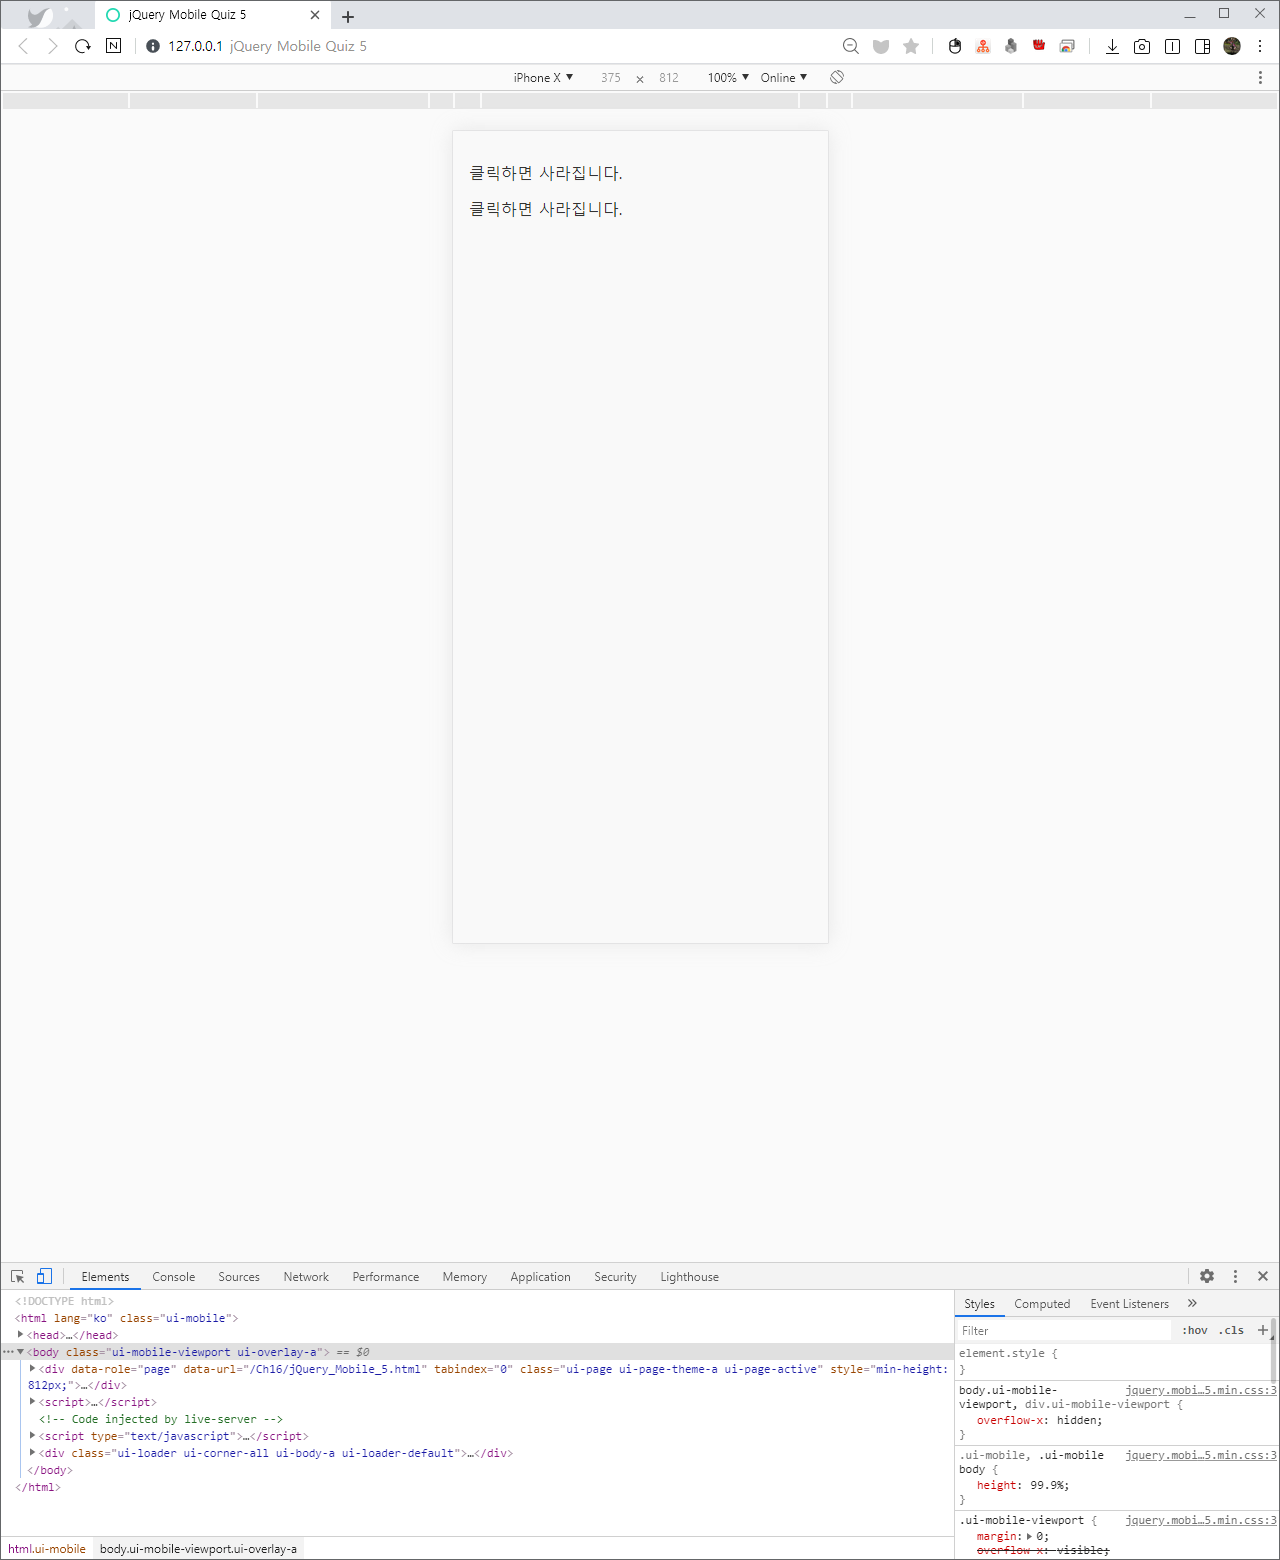 jQuery Mobile Quiz 5
127.0.0.1 jQuery Mobile Quiz 5
iPhone X ▼ 375 × 812 100% ▼ Online ▼
클릭하면 사라집니다.
클릭하면 사라집니다.
Elements Console Sources Network Performance Memory Application Security Lighthouse
<!DOCTYPE html>
<html lang="ko" class="ui-mobile">
<head>…</head>
<body class="ui-mobile-viewport ui-overlay-a"> == $0
<div data-role="page" data-url="/Ch16/jQuery_Mobile_5.html" tabindex="0" class="ui-page ui-page-theme-a ui-page-active" style="min-height:
812px;">…</div>
<script>…</script>
<!-- Code injected by live-server -->
<script type="text/javascript">…</script>
<div class="ui-loader ui-corner-all ui-body-a ui-loader-default">…</div>
</body>
</html>
html.ui-mobile body.ui-mobile-viewport.ui-overlay-a
Styles Computed Event Listeners »
Filter :hov .cls +
element.style {
}
body.ui-mobile- jquery.mobi…5.min.css:3
viewport, div.ui-mobile-viewport {
overflow-x: hidden;
}
.ui-mobile, .ui-mobile jquery.mobi…5.min.css:3
body {
height: 99.9%;
}
.ui-mobile-viewport { jquery.mobi…5.min.css:3
margin: 0;
overflow-x: visible;